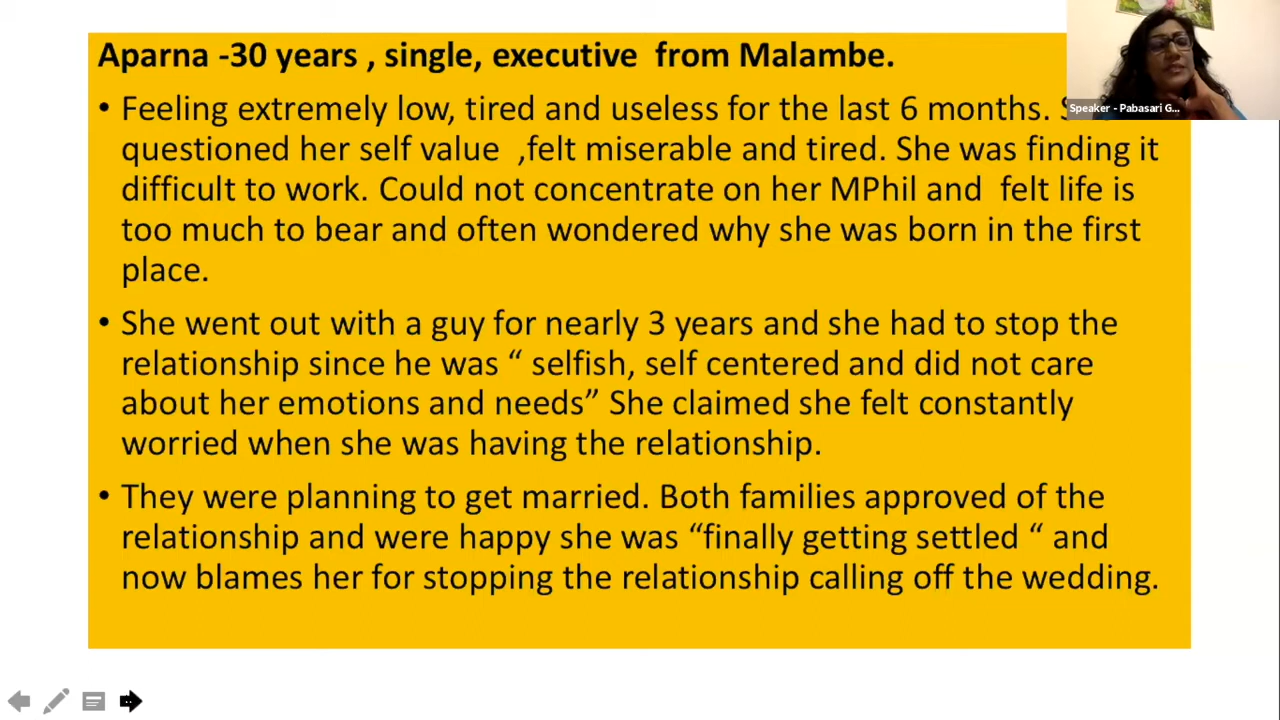 Aparna -30 years , single, executive  from Malambe.
• Feeling extremely low, tired and useless for the last 6 months.
questioned her self value  ,felt miserable and tired. She was finding it
difficult to work. Could not concentrate on her MPhil and  felt life is
too much to bear and often wondered why she was born in the first
place.
• She went out with a guy for nearly 3 years and she had to stop the
relationship since he was “ selfish, self centered and did not care
about her emotions and needs” She claimed she felt constantly
worried when she was having the relationship.
• They were planning to get married. Both families approved of the
relationship and were happy she was “finally getting settled “ and
now blames her for stopping the relationship calling off the wedding.
Speaker - Pabasari G...